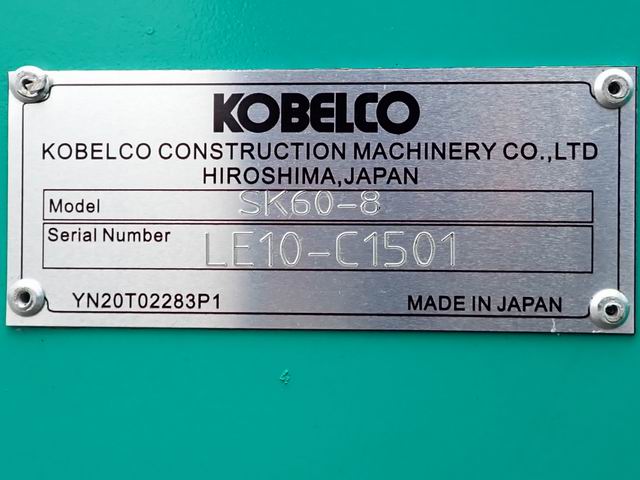 KOBELCO
KOBELCO CONSTRUCTION MACHINERY CO.,LTD
HIROSHIMA,JAPAN
Model SK60-8
Serial Number LE10-C1501
YN20T02283P1 MADE IN JAPAN
4